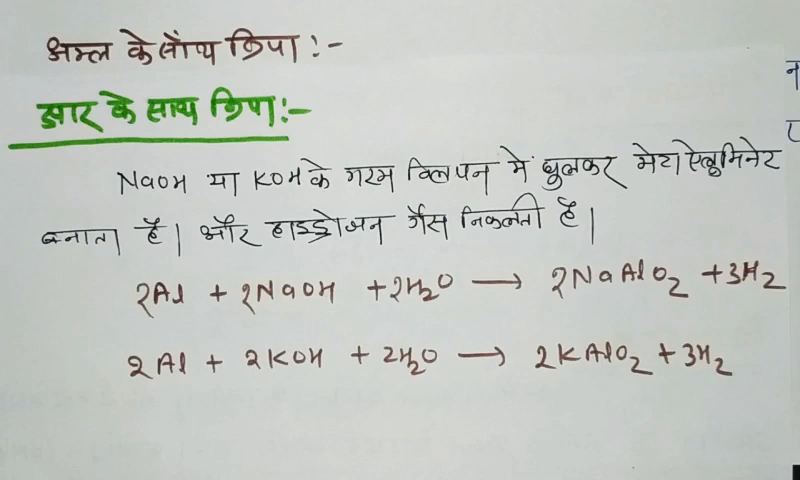 अम्ल के साथ क्रिया :-
क्षार के साथ क्रिया :-
NaOH या KOH के गरम विलयन में घुलकर मेटाऐलुमिनेट
बनाता है। और हाइड्रोजन गैस निकलती है।
2Al + 2NaOH + 2H₂O → 2NaAlO₂ + 3H₂
2Al + 2KOH + 2H₂O → 2KAlO₂ + 3H₂